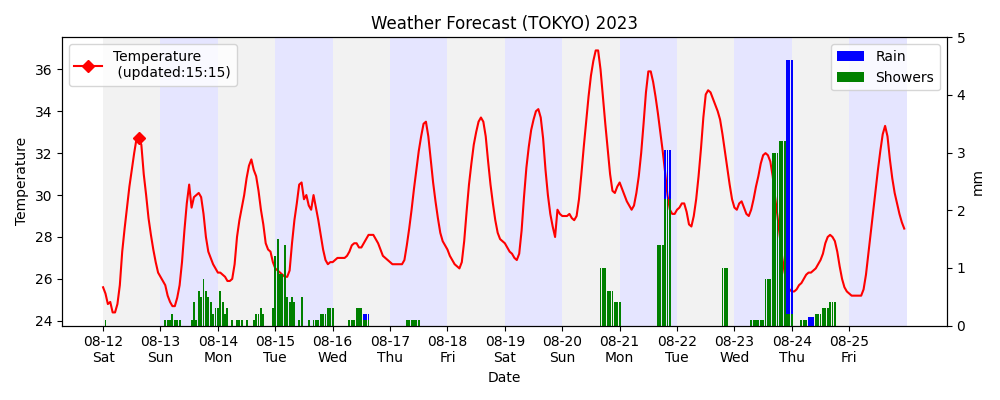 Weather Forecast (TOKYO) 2023
Temperature
(updated:15:15)
Rain
Showers
Temperature
36
34
32
30
28
26
24
5
4
3
2
1
0
mm
08-12 08-13 08-14 08-15 08-16 08-17 08-18 08-19 08-20 08-21 08-22 08-23 08-24 08-25
Sat Sun Mon Tue Wed Thu Fri Sat Sun Mon Tue Wed Thu Fri
Date